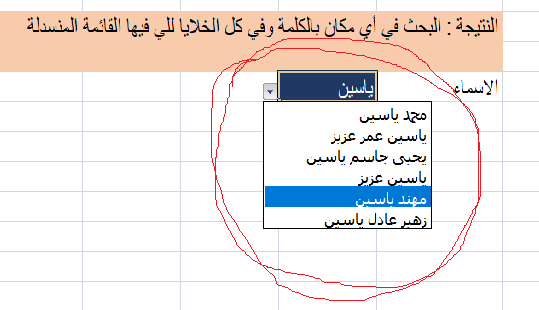 النتيجة : البحث في أي مكان بالكلمة وفي كل الخلايا للي فيها القائمة المنسدلة
الاسماء ياسين
محمد ياسين
ياسين عمر عزيز
يحيى جاسم ياسين
ياسين عزيز
مهند ياسين
زهير عادل ياسين